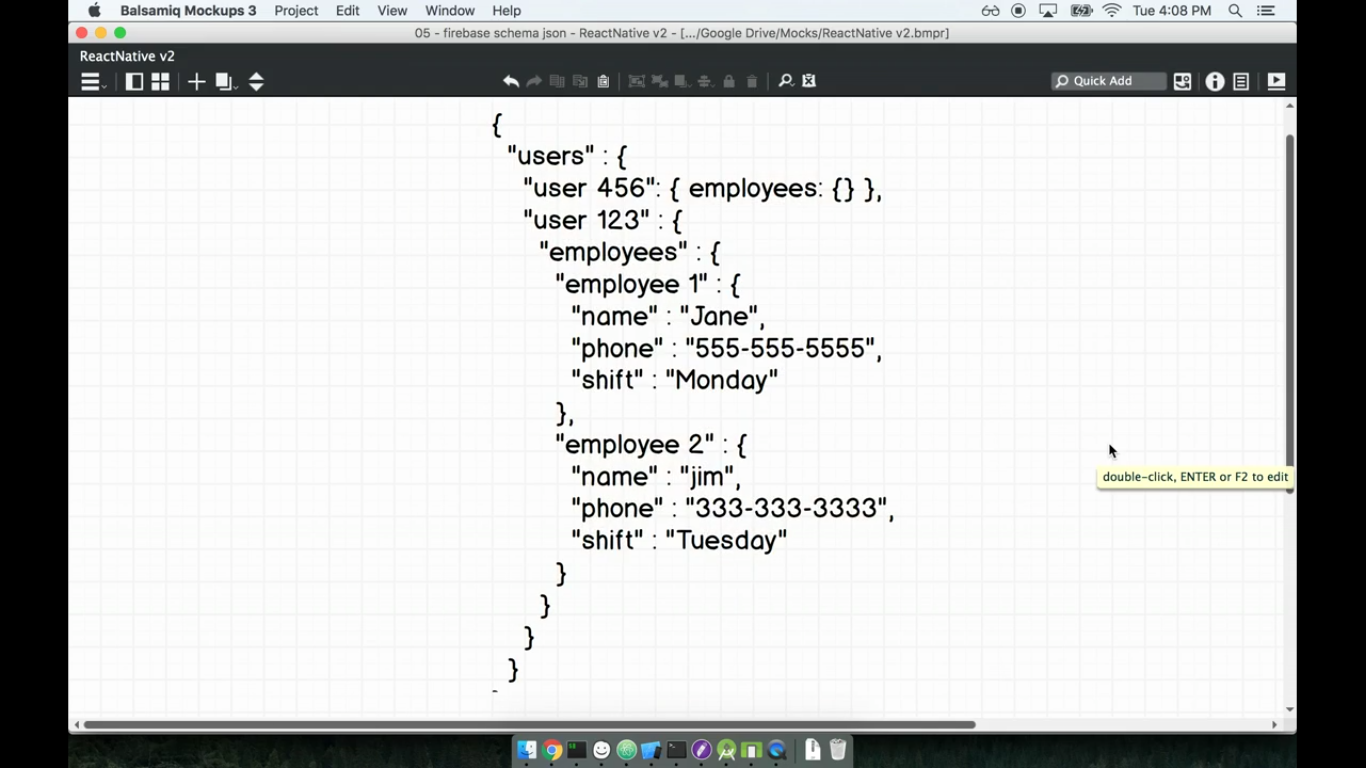 Balsamiq Mockups 3 Project Edit View Window Help Tue 4:08 PM
05 - firebase schema json - ReactNative v2 - [.../Google Drive/Mocks/ReactNative v2.bmpr]
ReactNative v2
Quick Add
{
"users" : {
"user 456": { employees: {} },
"user 123" : {
"employees" : {
"employee 1" : {
"name" : "Jane",
"phone" : "555-555-5555",
"shift" : "Monday"
},
"employee 2" : {
"name" : "jim",
"phone" : "333-333-3333",
"shift" : "Tuesday"
}
}
}
}
double-click, ENTER or F2 to edit